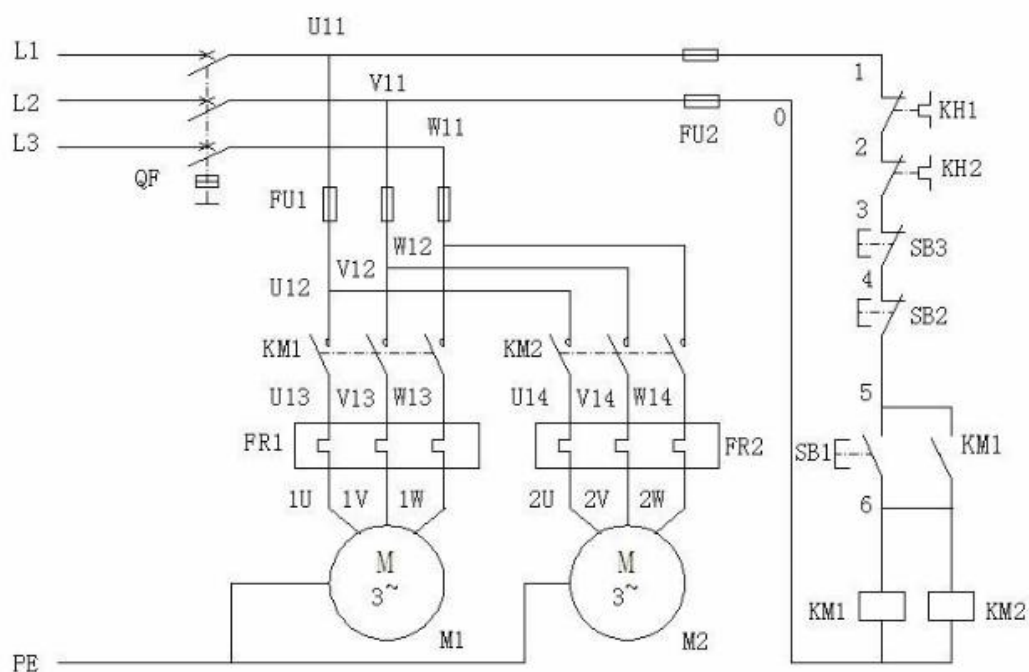 U11
L1
1
V11
L2
0
KH1
W11
FU2
L3
2
QF
KH2
FU1
3
W12
SB3
V12
4
U12
SB2
KM1
KM2
U13
V13
W13
U14
V14
W14
5
FR1
FR2
SB1
KM1
1U
1V
1W
2U
2V
2W
6
M
3~
M
3~
KM1
KM2
M1
M2
PE